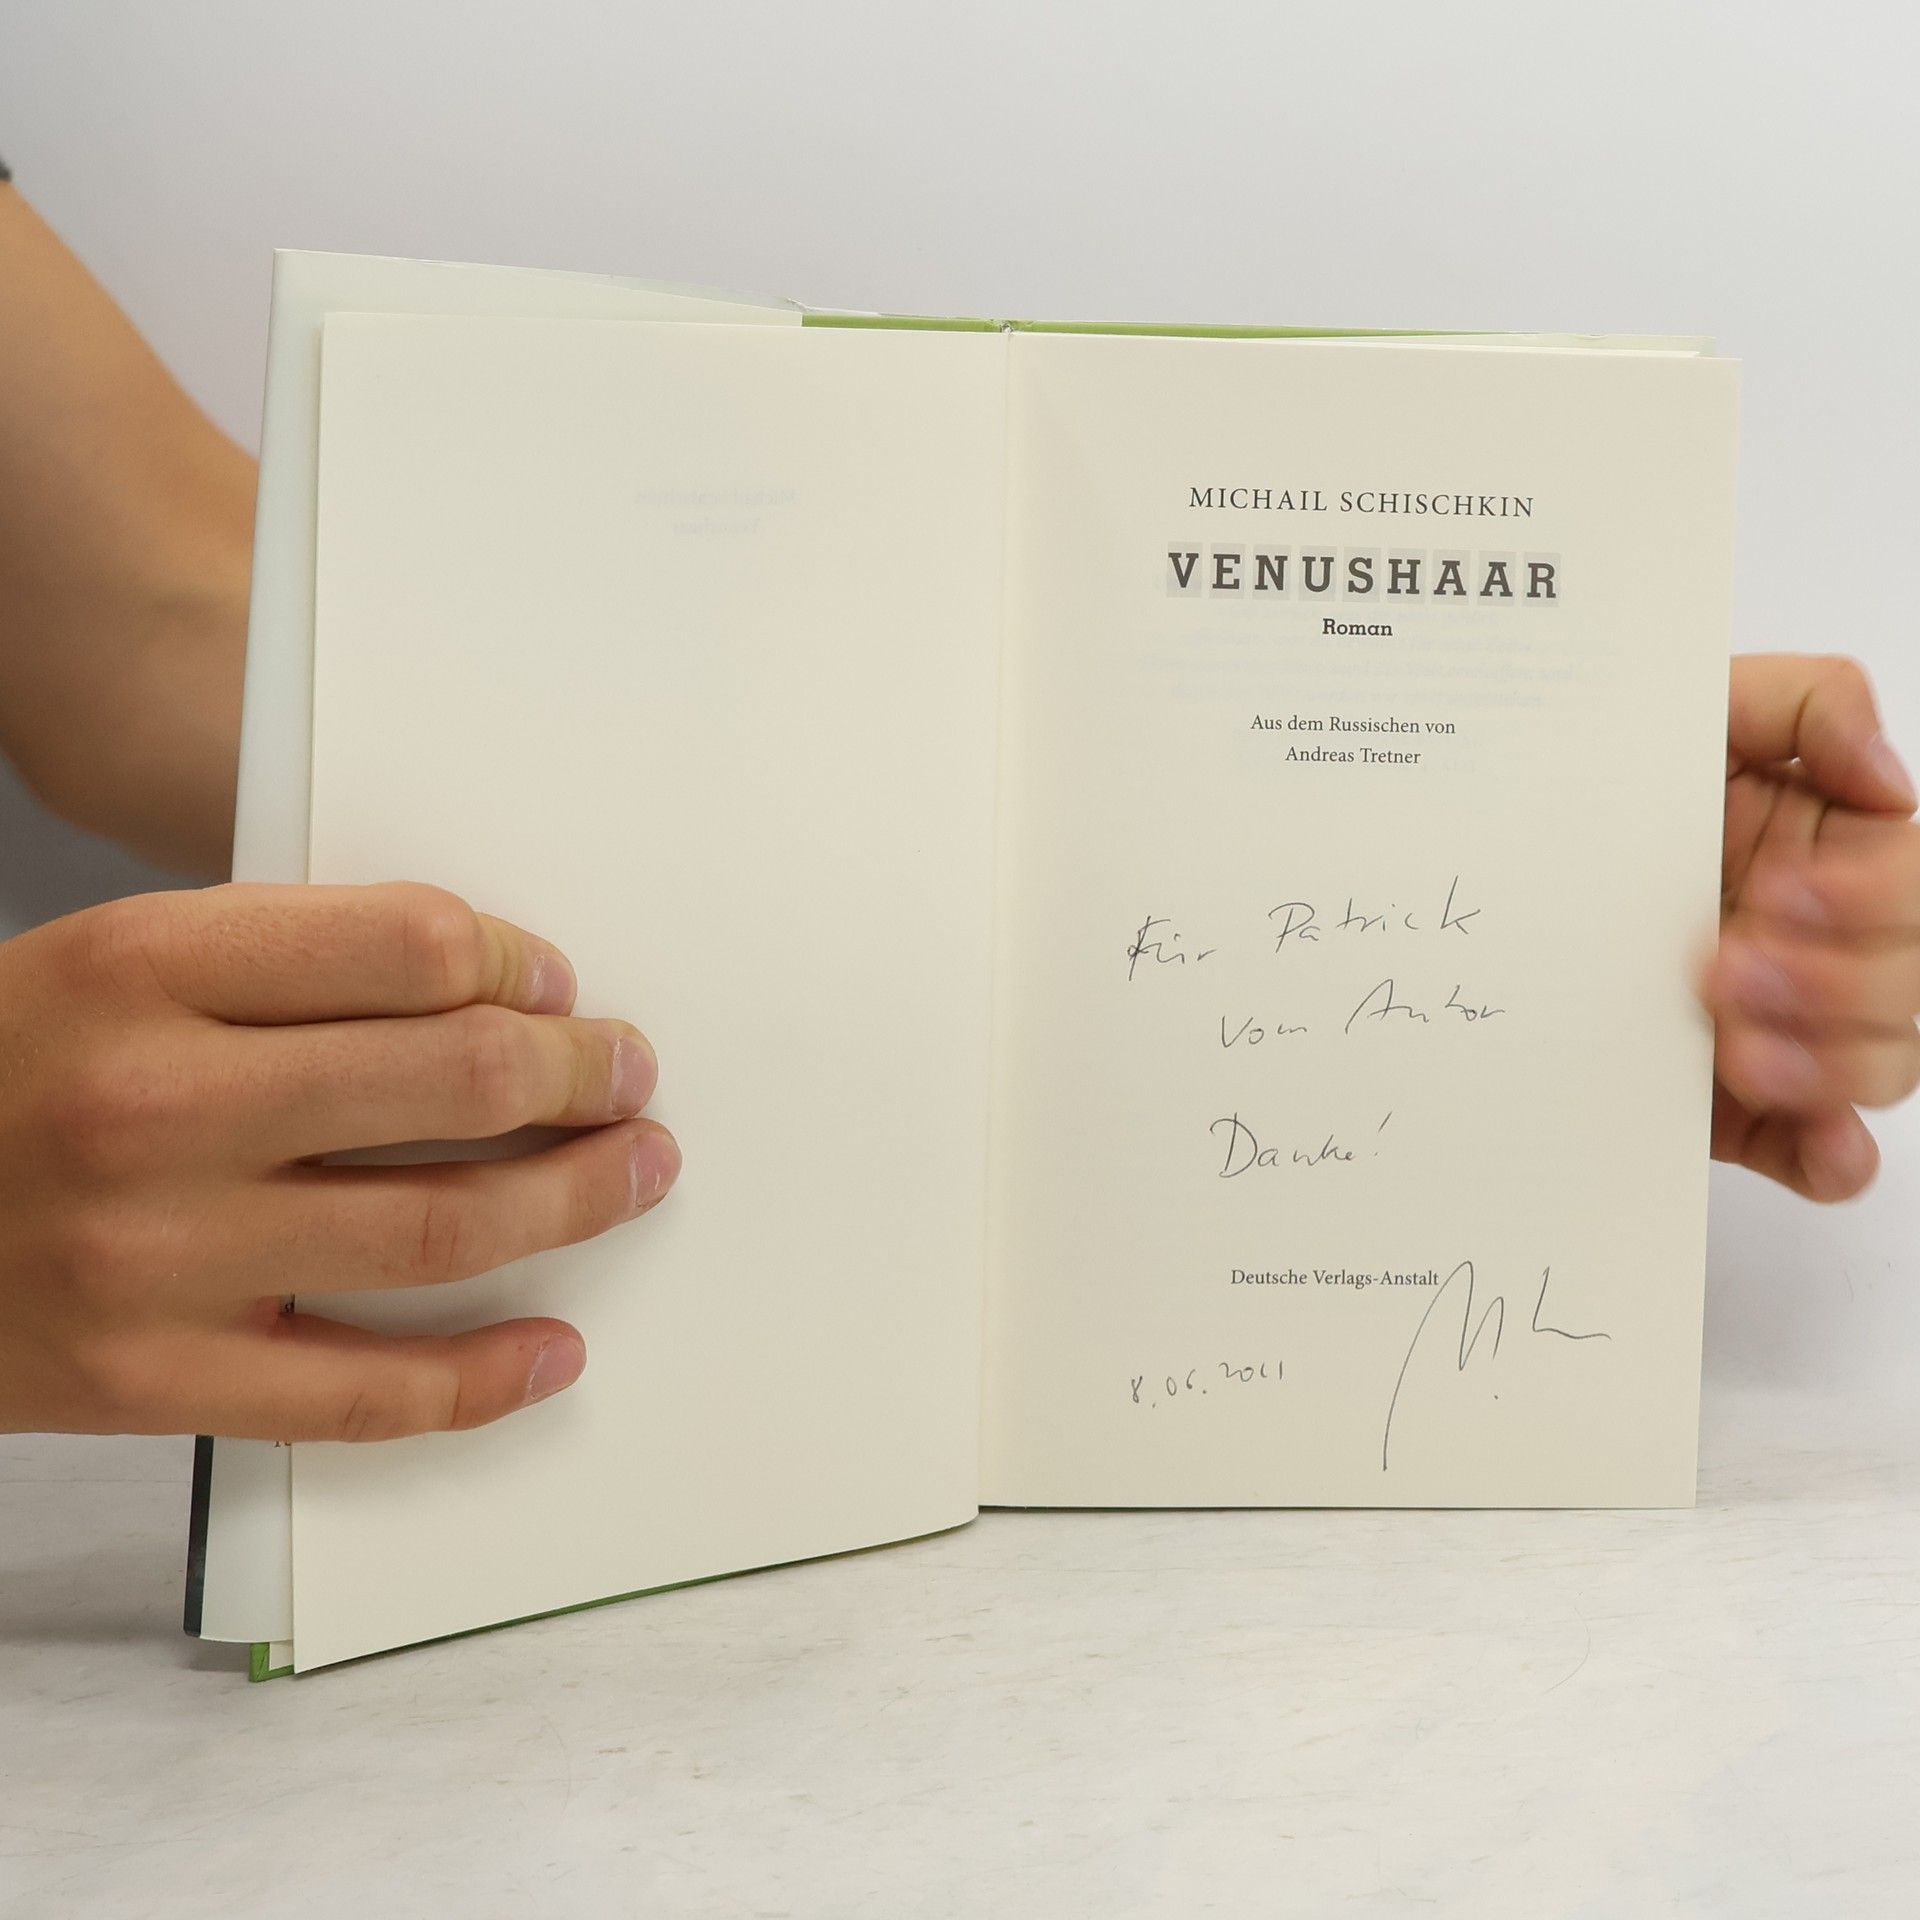 MICHAIL SCHISCHKIN
VENUSHAAR
Roman
Aus dem Russischen von
Andreas Tretner
Für Patrick
vom Autor
Danke!
Deutsche Verlags-Anstalt
8.06.2011